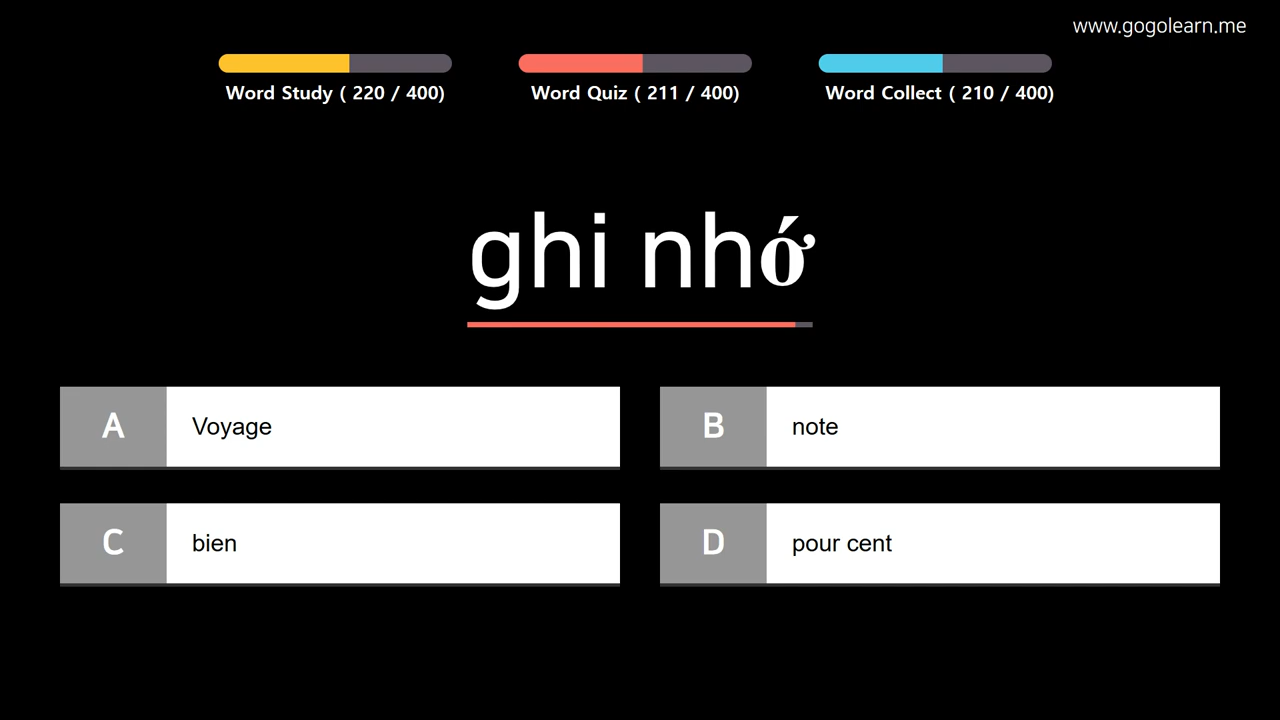 www.gogolearn.me
Word Study ( 220 / 400)
Word Quiz ( 211 / 400)
Word Collect ( 210 / 400)
ghi nhớ
A Voyage
B note
C bien
D pour cent